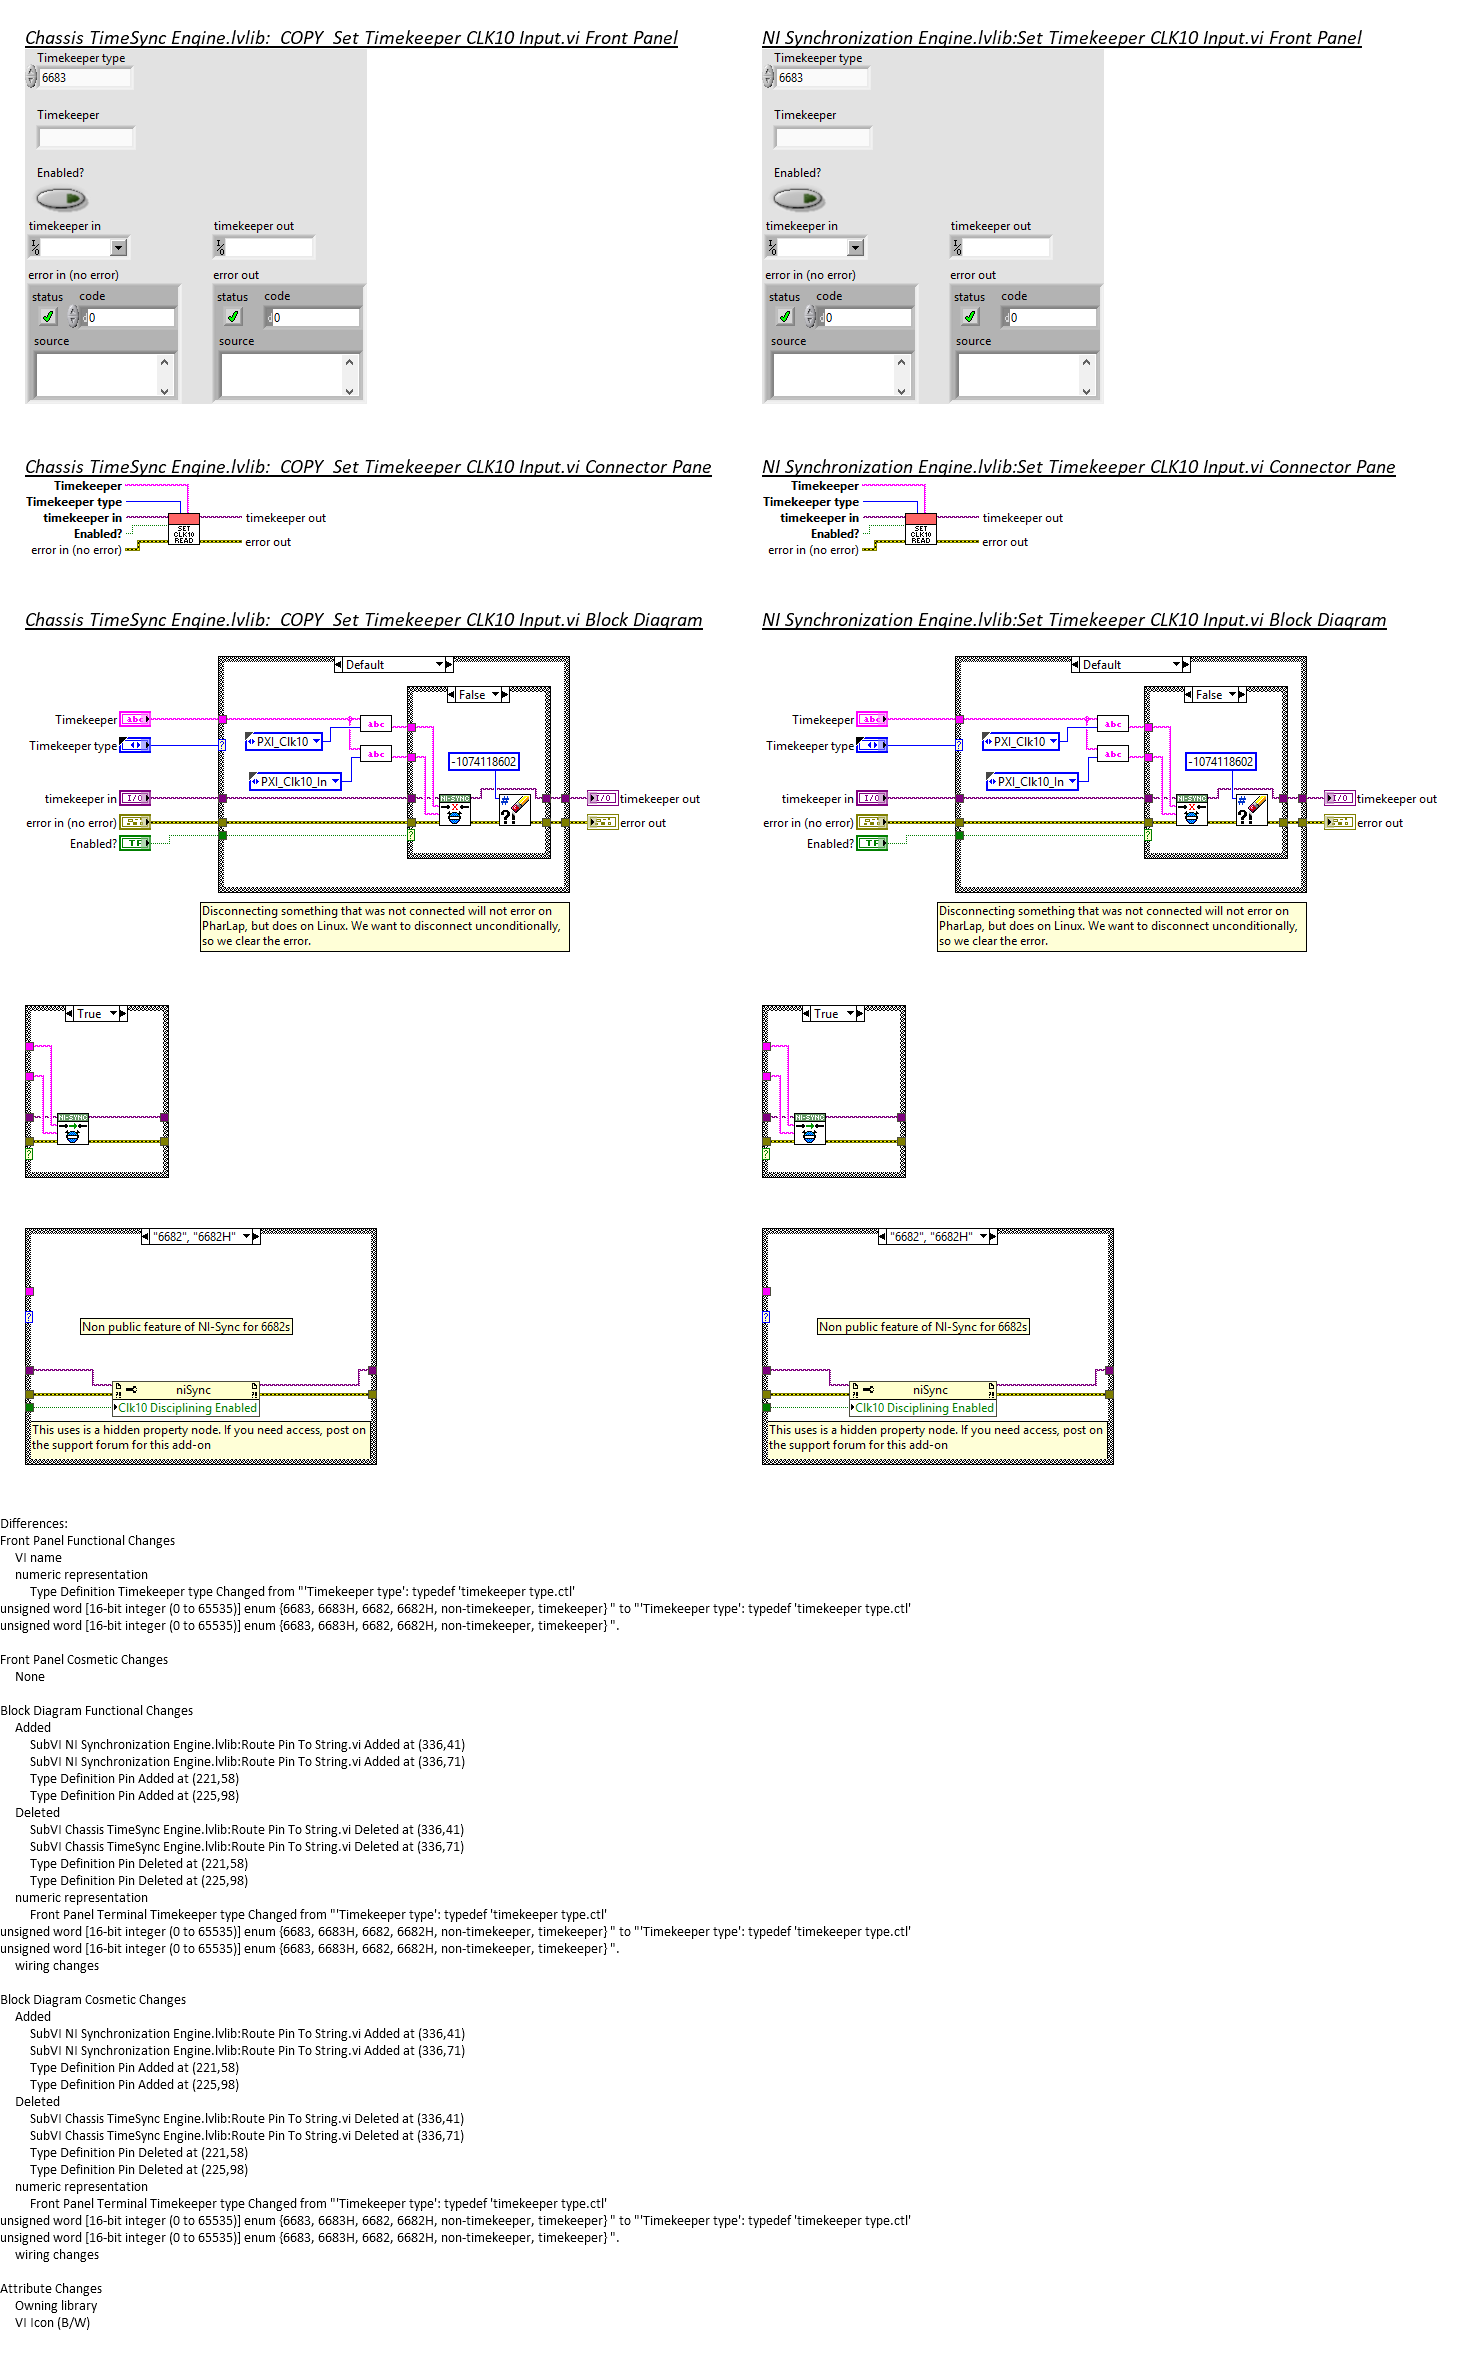 Chassis TimeSync Engine.lvlib:  COPY  Set Timekeeper CLK10 Input.vi Front Panel
Timekeeper type
6683
Timekeeper
Enabled?
timekeeper in
timekeeper out
error in (no error)
error out
status
code
0
source
status
code
0
source
NI Synchronization Engine.lvlib:Set Timekeeper CLK10 Input.vi Front Panel
Timekeeper type
6683
Timekeeper
Enabled?
timekeeper in
timekeeper out
error in (no error)
error out
status
code
0
source
status
code
0
source
Chassis TimeSync Engine.lvlib:  COPY  Set Timekeeper CLK10 Input.vi Connector Pane
Timekeeper
Timekeeper type
timekeeper in
Enabled?
error in (no error)
SET
CLK10
READ
timekeeper out
error out
NI Synchronization Engine.lvlib:Set Timekeeper CLK10 Input.vi Connector Pane
Timekeeper
Timekeeper type
timekeeper in
Enabled?
error in (no error)
SET
CLK10
READ
timekeeper out
error out
Chassis TimeSync Engine.lvlib:  COPY  Set Timekeeper CLK10 Input.vi Block Diagram
Default
False
Timekeeper
abc
abc
Timekeeper type
PXI_Clk10
abc
-1074118602
PXI_Clk10_In
timekeeper in
I/O
NI-SYNC
I/O
timekeeper out
error in (no error)
error out
Enabled?
TF
Disconnecting something that was not connected will not error on
PharLap, but does on Linux. We want to disconnect unconditionally,
so we clear the error.
NI Synchronization Engine.lvlib:Set Timekeeper CLK10 Input.vi Block Diagram
Default
False
Timekeeper
abc
abc
Timekeeper type
PXI_Clk10
abc
-1074118602
PXI_Clk10_In
timekeeper in
I/O
NI-SYNC
I/O
timekeeper out
error in (no error)
error out
Enabled?
TF
Disconnecting something that was not connected will not error on
PharLap, but does on Linux. We want to disconnect unconditionally,
so we clear the error.
True
NI-SYNC
True
NI-SYNC
"6682", "6682H"
Non public feature of NI-Sync for 6682s
niSync
Clk10 Disciplining Enabled
This uses is a hidden property node. If you need access, post on
the support forum for this add-on
"6682", "6682H"
Non public feature of NI-Sync for 6682s
niSync
Clk10 Disciplining Enabled
This uses is a hidden property node. If you need access, post on
the support forum for this add-on
Differences:
Front Panel Functional Changes
VI name
numeric representation
Type Definition Timekeeper type Changed from "'Timekeeper type': typedef 'timekeeper type.ctl'
unsigned word [16-bit integer (0 to 65535)] enum {6683, 6683H, 6682, 6682H, non-timekeeper, timekeeper} " to "'Timekeeper type': typedef 'timekeeper type.ctl'
unsigned word [16-bit integer (0 to 65535)] enum {6683, 6683H, 6682, 6682H, non-timekeeper, timekeeper} ".
Front Panel Cosmetic Changes
None
Block Diagram Functional Changes
Added
SubVI NI Synchronization Engine.lvlib:Route Pin To String.vi Added at (336,41)
SubVI NI Synchronization Engine.lvlib:Route Pin To String.vi Added at (336,71)
Type Definition Pin Added at (221,58)
Type Definition Pin Added at (225,98)
Deleted
SubVI Chassis TimeSync Engine.lvlib:Route Pin To String.vi Deleted at (336,41)
SubVI Chassis TimeSync Engine.lvlib:Route Pin To String.vi Deleted at (336,71)
Type Definition Pin Deleted at (221,58)
Type Definition Pin Deleted at (225,98)
numeric representation
Front Panel Terminal Timekeeper type Changed from "'Timekeeper type': typedef 'timekeeper type.ctl'
unsigned word [16-bit integer (0 to 65535)] enum {6683, 6683H, 6682, 6682H, non-timekeeper, timekeeper} " to "'Timekeeper type': typedef 'timekeeper type.ctl'
unsigned word [16-bit integer (0 to 65535)] enum {6683, 6683H, 6682, 6682H, non-timekeeper, timekeeper} ".
wiring changes
Block Diagram Cosmetic Changes
Added
SubVI NI Synchronization Engine.lvlib:Route Pin To String.vi Added at (336,41)
SubVI NI Synchronization Engine.lvlib:Route Pin To String.vi Added at (336,71)
Type Definition Pin Added at (221,58)
Type Definition Pin Added at (225,98)
Deleted
SubVI Chassis TimeSync Engine.lvlib:Route Pin To String.vi Deleted at (336,41)
SubVI Chassis TimeSync Engine.lvlib:Route Pin To String.vi Deleted at (336,71)
Type Definition Pin Deleted at (221,58)
Type Definition Pin Deleted at (225,98)
numeric representation
Front Panel Terminal Timekeeper type Changed from "'Timekeeper type': typedef 'timekeeper type.ctl'
unsigned word [16-bit integer (0 to 65535)] enum {6683, 6683H, 6682, 6682H, non-timekeeper, timekeeper} " to "'Timekeeper type': typedef 'timekeeper type.ctl'
unsigned word [16-bit integer (0 to 65535)] enum {6683, 6683H, 6682, 6682H, non-timekeeper, timekeeper} ".
wiring changes
Attribute Changes
Owning library
VI Icon (B/W)